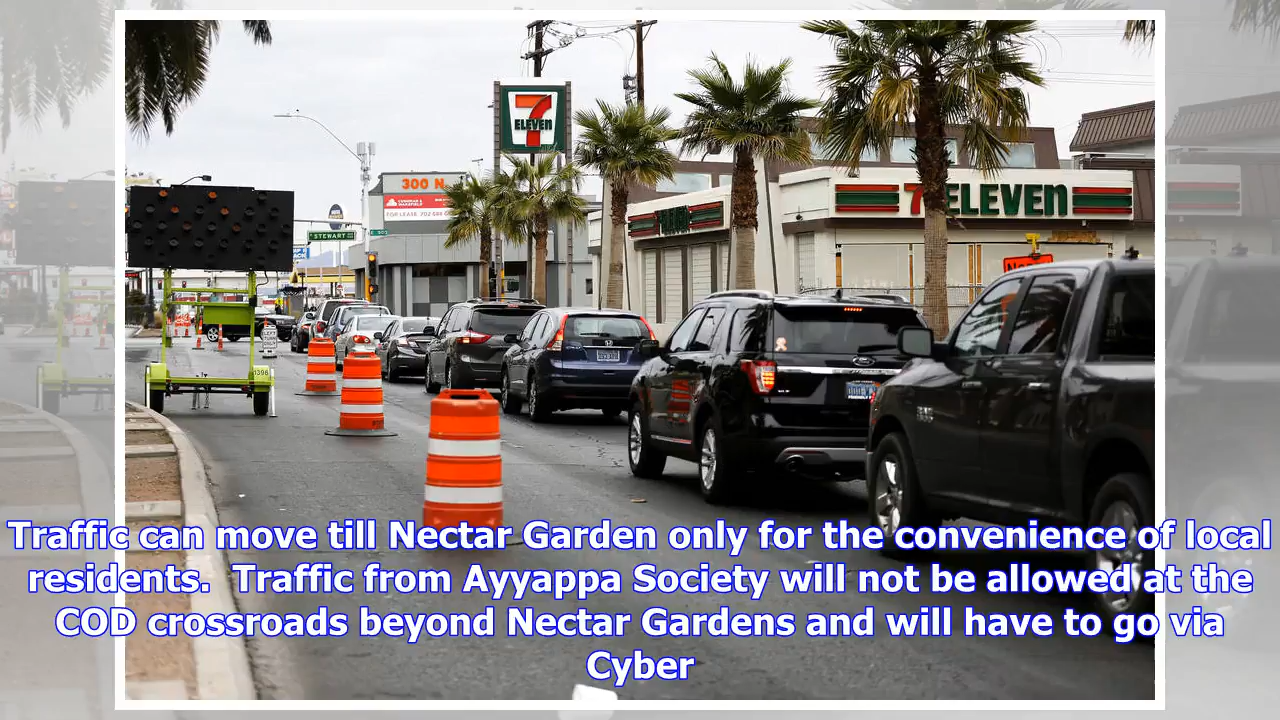 7
ELEVEN
300 N
FOR LEASE 702
STEWART
7-ELEVEN
1396
Traffic can move till Nectar Garden only for the convenience of local
residents.  Traffic from Ayyappa Society will not be allowed at the
COD crossroads beyond Nectar Gardens and will have to go via
Cyber